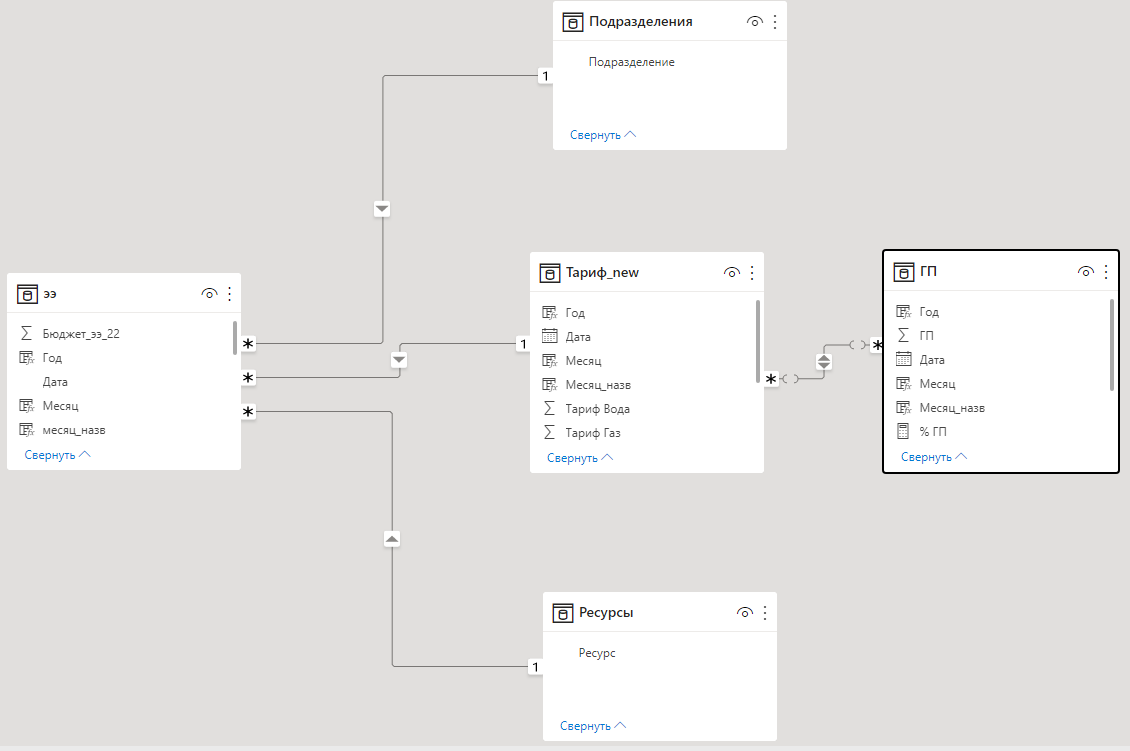 Подразделения
Подразделение
Свернуть
1
ээ
Бюджет_ээ_22
Год
Дата
Месяц
месяц_назв
Свернуть
*
*
*
Тариф_new
Год
Дата
Месяц
Месяц_назв
Тариф Вода
Тариф Газ
Свернуть
1
*
ГП
Год
ГП
Дата
Месяц
Месяц_назв
% ГП
Свернуть
*
Ресурсы
Ресурс
Свернуть
1